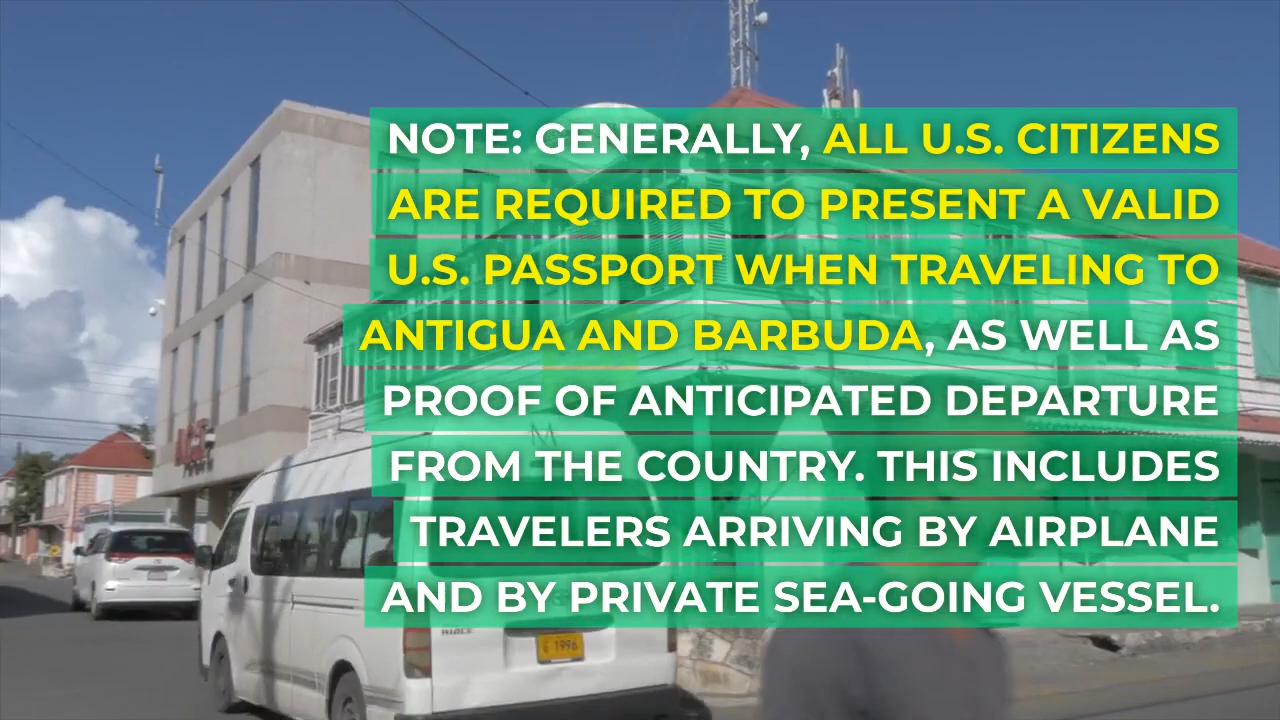 NOTE: GENERALLY, ALL U.S. CITIZENS
ARE REQUIRED TO PRESENT A VALID
U.S. PASSPORT WHEN TRAVELING TO
ANTIGUA AND BARBUDA, AS WELL AS
PROOF OF ANTICIPATED DEPARTURE
FROM THE COUNTRY. THIS INCLUDES
TRAVELERS ARRIVING BY AIRPLANE
AND BY PRIVATE SEA-GOING VESSEL.
HIACE
1996